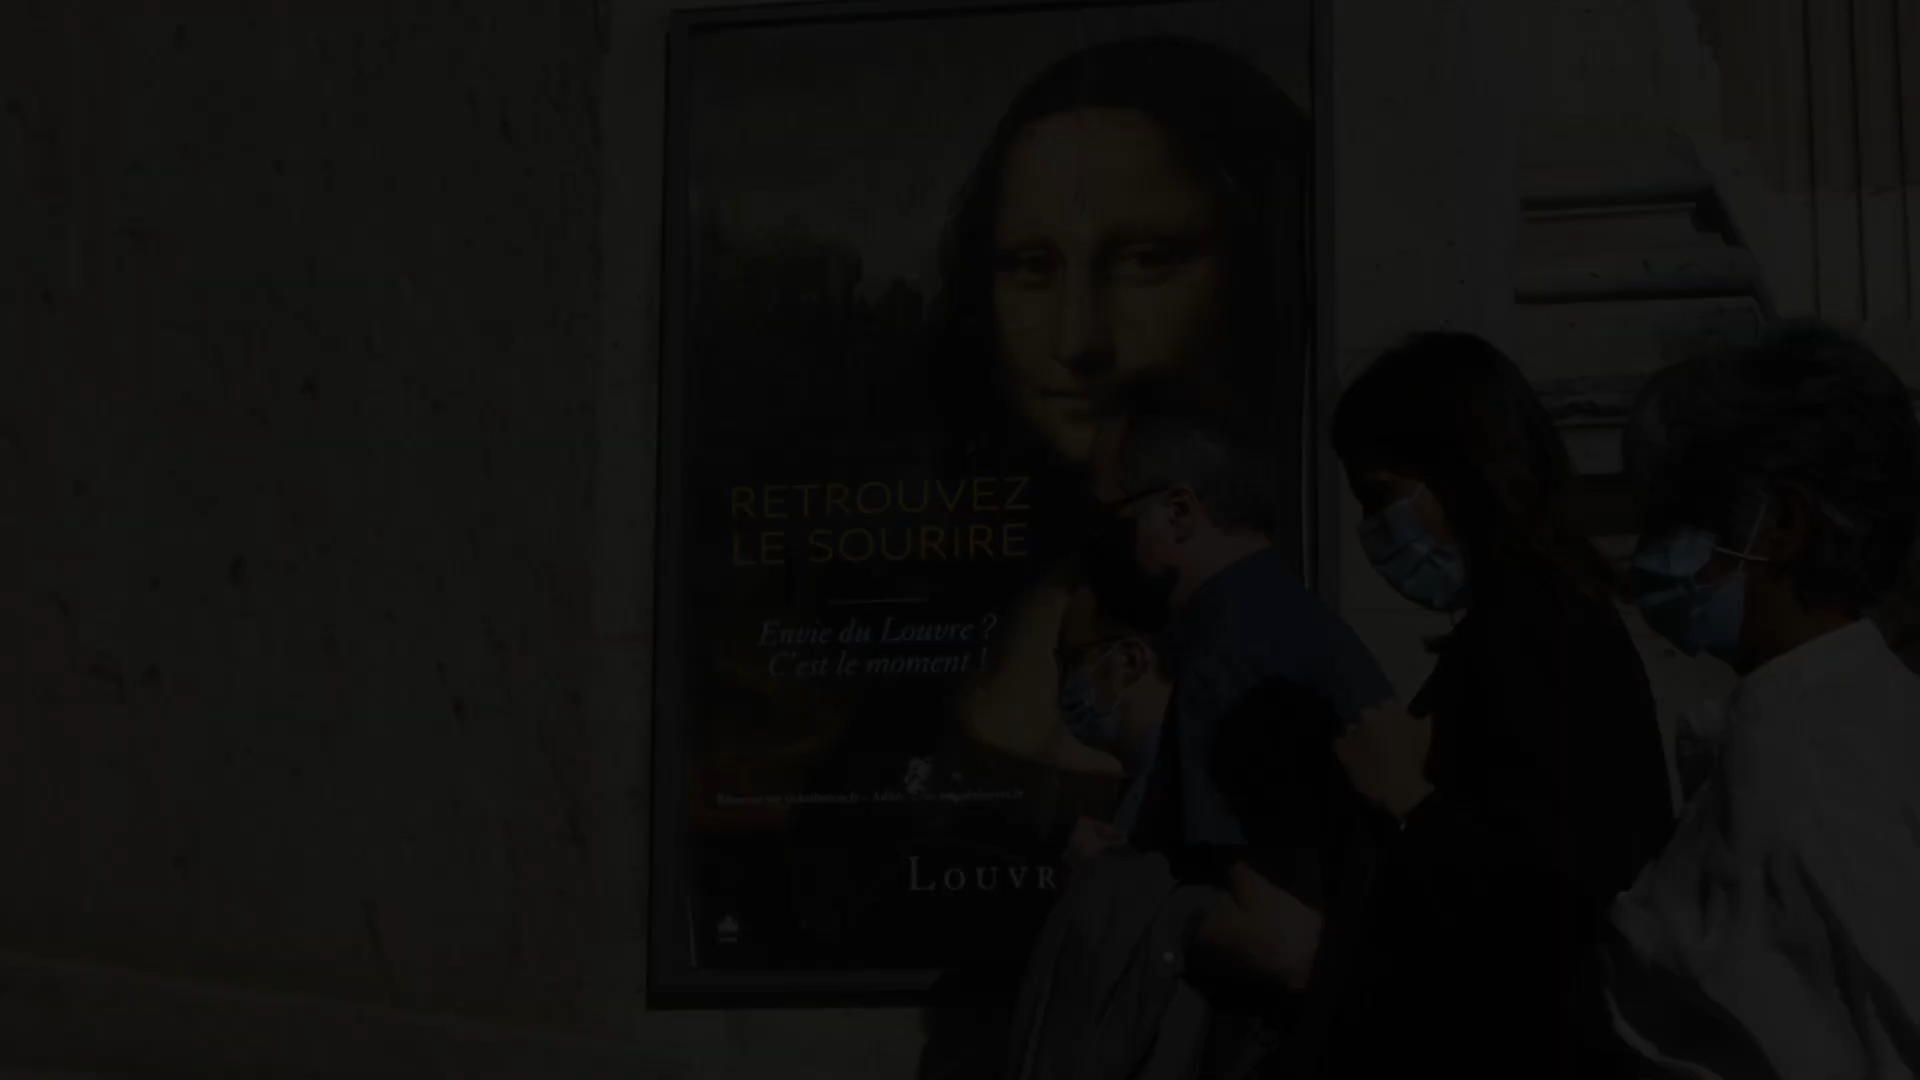 RETROUVEZ
LE SOURIRE
Envie du Louvre ?
C'est le moment !
LOUVR